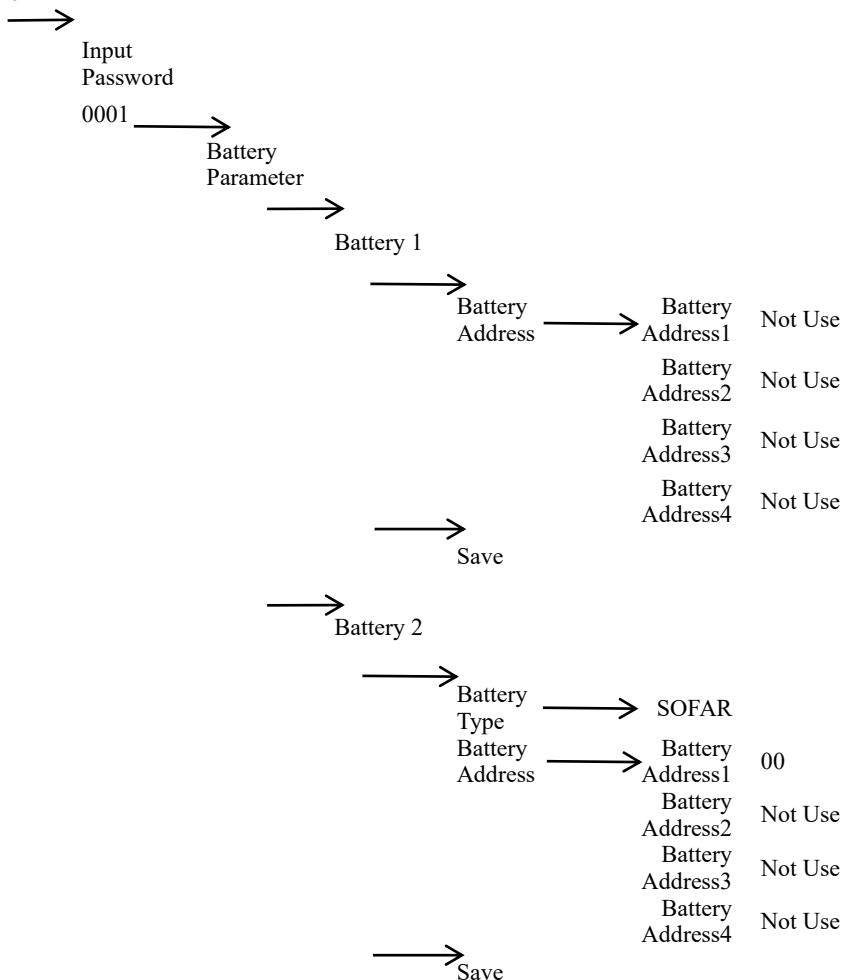 Input
Password
0001
Battery
Parameter
Battery 1
Battery
Address
Battery
Address1
Not Use
Battery
Address2
Not Use
Battery
Address3
Not Use
Battery
Address4
Not Use
Save
Battery 2
Battery
Type
SOFAR
Battery
Address
Battery
Address1
00
Battery
Address2
Not Use
Battery
Address3
Not Use
Battery
Address4
Not Use
Save